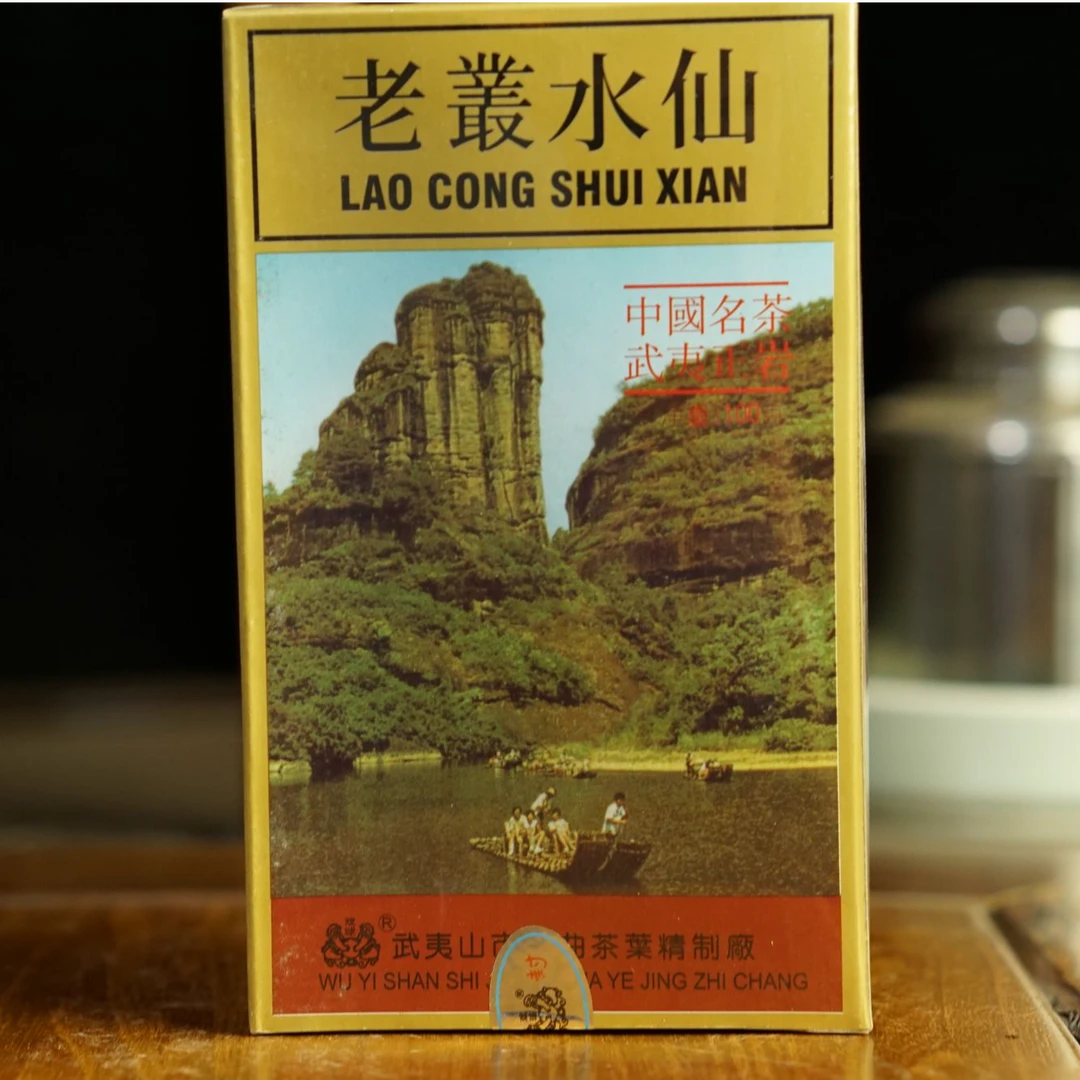 老叢水仙
LAO CONG SHUI XIAN
中國名茶
武夷正岩
® 武夷山市 曲茶葉精制廠
WU YI SHAN SHI J A YE JING ZHI CHANG